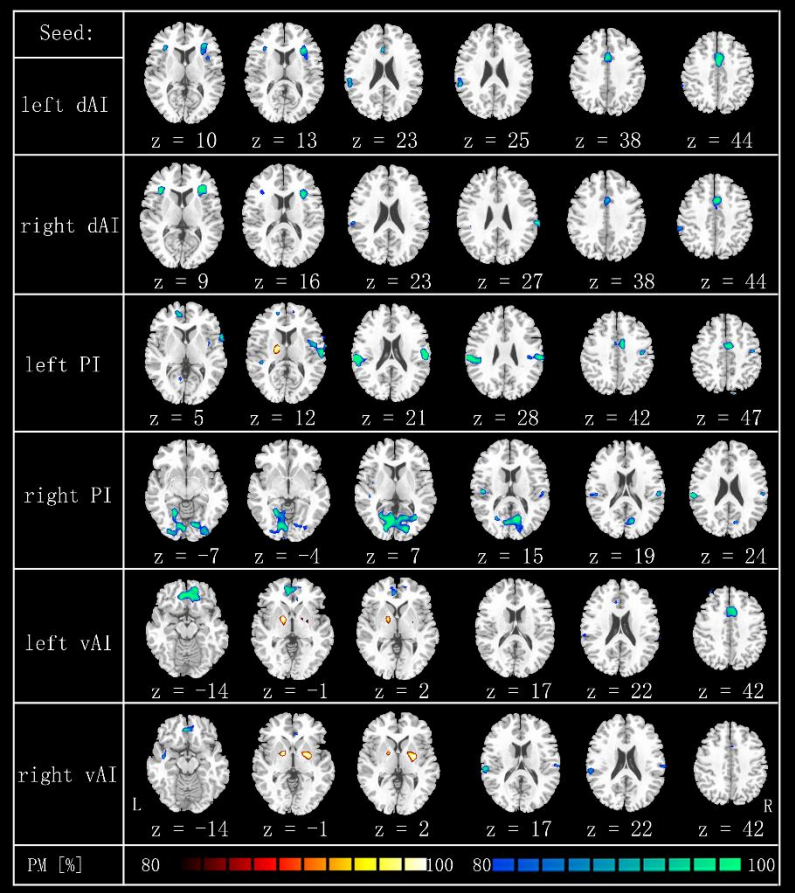 Seed:
left dAI
z = 10 z = 13 z = 23 z = 25 z = 38 z = 44
right dAI
z = 9 z = 16 z = 23 z = 27 z = 38 z = 44
left PI
z = 5 z = 12 z = 21 z = 28 z = 42 z = 47
right PI
z = -7 z = -4 z = 7 z = 15 z = 19 z = 24
left vAI
z = -14 z = -1 z = 2 z = 17 z = 22 z = 42
right vAI
L R
z = -14 z = -1 z = 2 z = 17 z = 22 z = 42
PM [%] 80 100 80 100